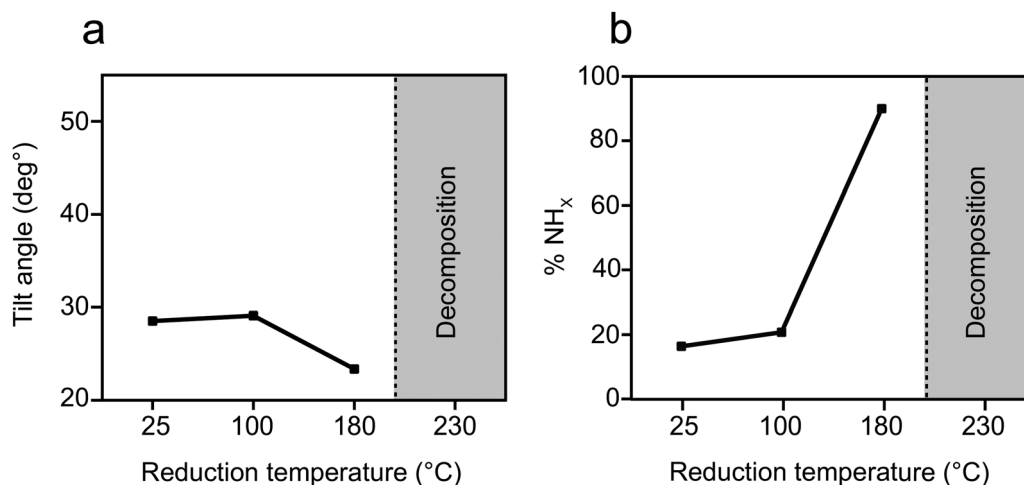 a
Tilt angle (deg°)
50
40
30
20
Decomposition
25 100 180 230
Reduction temperature (°C)
b
% NHx
100
80
60
40
20
0
Decomposition
25 100 180 230
Reduction temperature (°C)